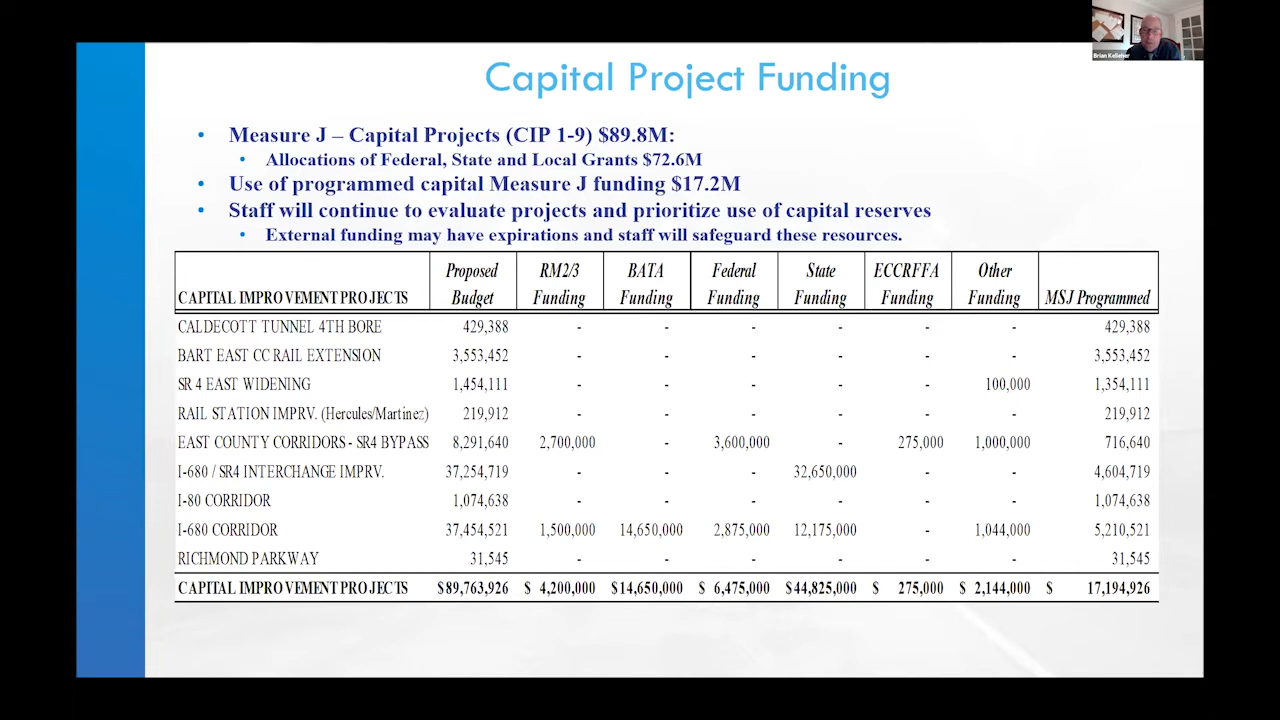 Brian Kelleher
Capital Project Funding
• Measure J – Capital Projects (CIP 1-9) $89.8M:
• Allocations of Federal, State and Local Grants $72.6M
• Use of programmed capital Measure J funding $17.2M
• Staff will continue to evaluate projects and prioritize use of capital reserves
• External funding may have expirations and staff will safeguard these resources.
Proposed RM2/3 BATA Federal State ECCRFFA Other
CAPITAL IMPROVEMENT PROJECTS Budget Funding Funding Funding Funding Funding Funding MSJ Programmed
CALDECOTT TUNNEL 4TH BORE 429,388 - - - - - - 429,388
BART EAST CC RAIL EXTENSION 3,553,452 - - - - - - 3,553,452
SR 4 EAST WIDENING 1,454,111 - - - - - 100,000 1,354,111
RAIL STATION IMPRV. (Hercules/Martinez) 219,912 - - - - - - 219,912
EAST COUNTY CORRIDORS - SR4 BYPASS 8,291,640 2,700,000 - 3,600,000 - 275,000 1,000,000 716,640
I-680 / SR4 INTERCHANGE IMPRV. 37,254,719 - - - 32,650,000 - - 4,604,719
I-80 CORRIDOR 1,074,638 - - - - - - 1,074,638
I-680 CORRIDOR 37,454,521 1,500,000 14,650,000 2,875,000 12,175,000 - 1,044,000 5,210,521
RICHMOND PARKWAY 31,545 - - - - - - 31,545
CAPITAL IMPROVEMENT PROJECTS $89,763,926 $ 4,200,000 $14,650,000 $ 6,475,000 $44,825,000 $ 275,000 $ 2,144,000 $ 17,194,926